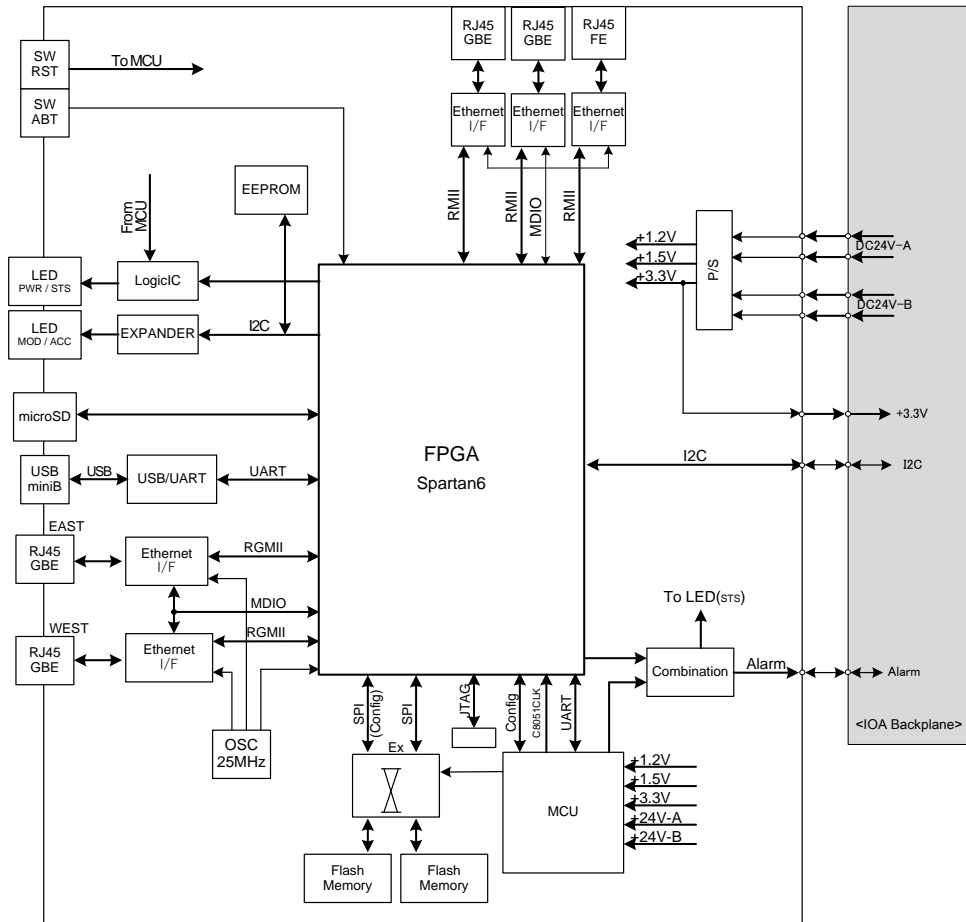 RJ45
GBE
RJ45
GBE
RJ45
FE
SW
RST
To MCU
SW
ABT
Ethernet
I/F
Ethernet
I/F
Ethernet
I/F
EEPROM
From
MCU
RMII
RMII
MDIO
RMII
+1.2V
+1.5V
+3.3V
P/S
DC24V-A
DC24V-B
LED
PWR / STS
LogicIC
LED
MOD / ACC
EXPANDER
I2C
microSD
+3.3V
FPGA
Spartan6
USB
miniB
USB
USB/UART
UART
I2C
I2C
EAST
RJ45
GBE
Ethernet
I/F
RGMII
MDIO
WEST
RJ45
GBE
Ethernet
I/F
RGMII
To LED(STS)
Combination
Alarm
Alarm
SPI
(Config)
SPI
JTAG
Config
C8051CLK
UART
<IOA Backplane>
OSC
25MHz
Ex
MCU
+1.2V
+1.5V
+3.3V
+24V-A
+24V-B
Flash
Memory
Flash
Memory